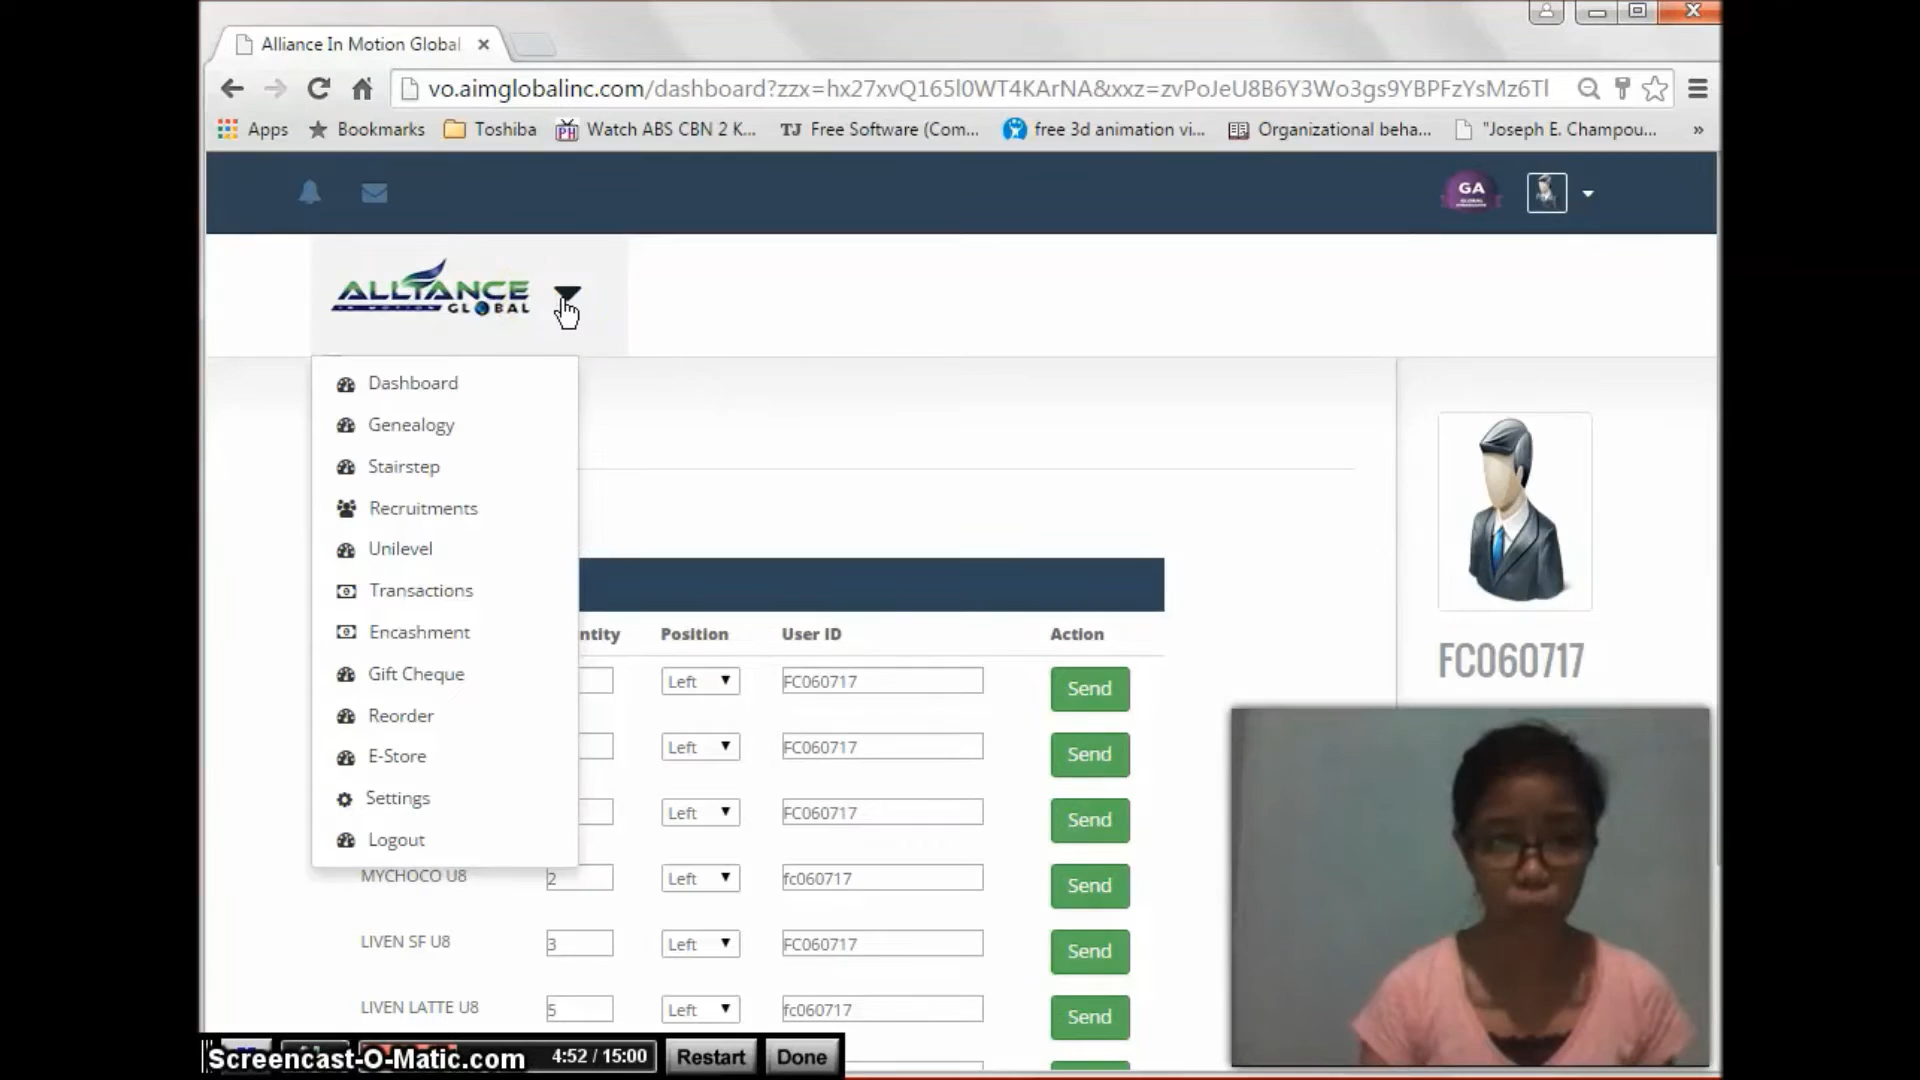 Alliance In Motion Global
vo.aimglobalinc.com/dashboard?zzx=hx27xvQ165l0WT4KArNA&xxz=zvPoJeU8B6Y3Wo3gs9YBPFzYsMz6Tl
Apps Bookmarks Toshiba Watch ABS CBN 2 K... TJ Free Software (Com... free 3d animation vi... Organizational beha... "Joseph E. Champou... »
GA
ALLIANCE
IN MOTION GLOBAL
Dashboard
Genealogy
Stairstep
Recruitments
Unilevel
Transactions
Encashment
Gift Cheque
Reorder
E-Store
Settings
Logout
ntity Position User ID Action
Left FC060717 Send
Left FC060717 Send
Left FC060717 Send
MYCHOCO U8 2 Left fc060717 Send
LIVEN SF U8 3 Left FC060717 Send
LIVEN LATTE U8 5 Left fc060717 Send
FC060717
Screencast-O-Matic.com 4:52 / 15:00 Restart Done